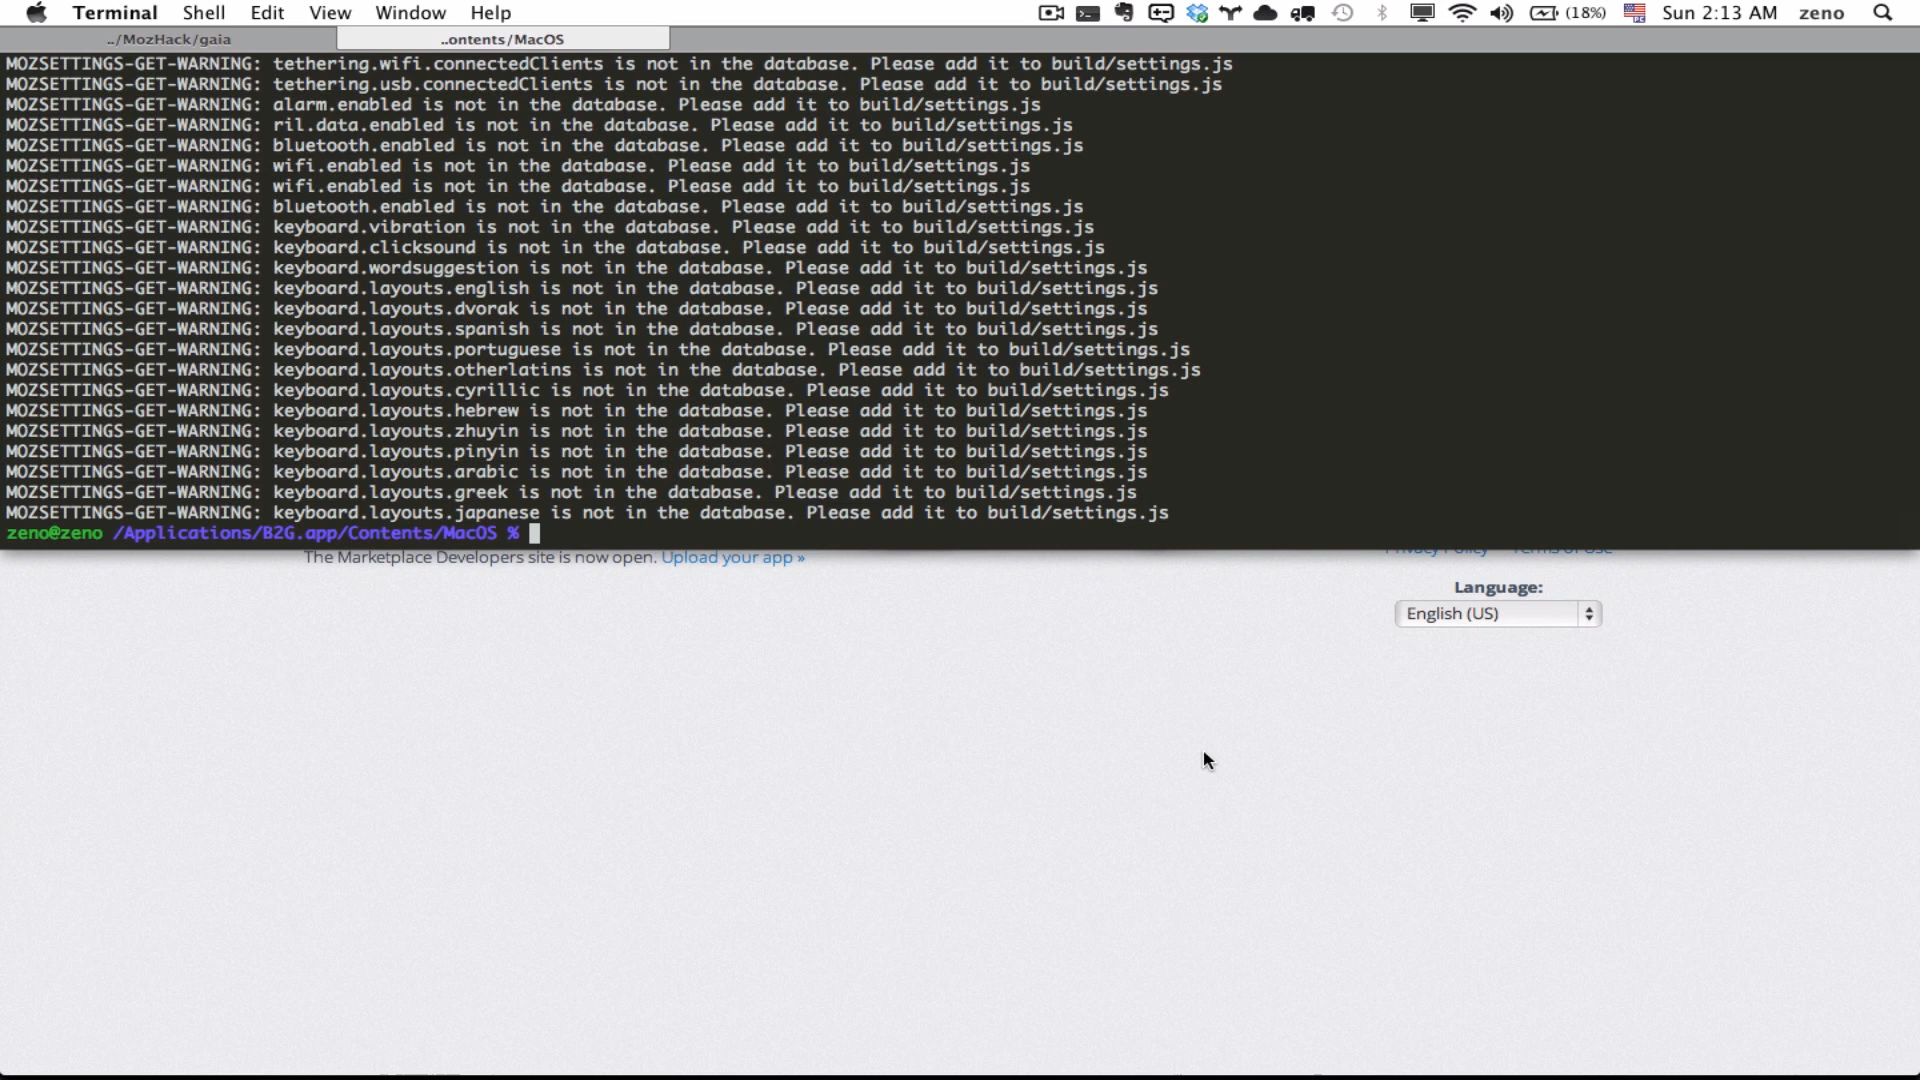 Terminal Shell Edit View Window Help (18%) Sun 2:13 AM zeno
../MozHack/gaia ..ontents/MacOS
MOZSETTINGS-GET-WARNING: tethering.wifi.connectedClients is not in the database. Please add it to build/settings.js
MOZSETTINGS-GET-WARNING: tethering.usb.connectedClients is not in the database. Please add it to build/settings.js
MOZSETTINGS-GET-WARNING: alarm.enabled is not in the database. Please add it to build/settings.js
MOZSETTINGS-GET-WARNING: ril.data.enabled is not in the database. Please add it to build/settings.js
MOZSETTINGS-GET-WARNING: bluetooth.enabled is not in the database. Please add it to build/settings.js
MOZSETTINGS-GET-WARNING: wifi.enabled is not in the database. Please add it to build/settings.js
MOZSETTINGS-GET-WARNING: wifi.enabled is not in the database. Please add it to build/settings.js
MOZSETTINGS-GET-WARNING: bluetooth.enabled is not in the database. Please add it to build/settings.js
MOZSETTINGS-GET-WARNING: keyboard.vibration is not in the database. Please add it to build/settings.js
MOZSETTINGS-GET-WARNING: keyboard.clicksound is not in the database. Please add it to build/settings.js
MOZSETTINGS-GET-WARNING: keyboard.wordsuggestion is not in the database. Please add it to build/settings.js
MOZSETTINGS-GET-WARNING: keyboard.layouts.english is not in the database. Please add it to build/settings.js
MOZSETTINGS-GET-WARNING: keyboard.layouts.dvorak is not in the database. Please add it to build/settings.js
MOZSETTINGS-GET-WARNING: keyboard.layouts.spanish is not in the database. Please add it to build/settings.js
MOZSETTINGS-GET-WARNING: keyboard.layouts.portuguese is not in the database. Please add it to build/settings.js
MOZSETTINGS-GET-WARNING: keyboard.layouts.otherlatins is not in the database. Please add it to build/settings.js
MOZSETTINGS-GET-WARNING: keyboard.layouts.cyrillic is not in the database. Please add it to build/settings.js
MOZSETTINGS-GET-WARNING: keyboard.layouts.hebrew is not in the database. Please add it to build/settings.js
MOZSETTINGS-GET-WARNING: keyboard.layouts.zhuyin is not in the database. Please add it to build/settings.js
MOZSETTINGS-GET-WARNING: keyboard.layouts.pinyin is not in the database. Please add it to build/settings.js
MOZSETTINGS-GET-WARNING: keyboard.layouts.arabic is not in the database. Please add it to build/settings.js
MOZSETTINGS-GET-WARNING: keyboard.layouts.greek is not in the database. Please add it to build/settings.js
MOZSETTINGS-GET-WARNING: keyboard.layouts.japanese is not in the database. Please add it to build/settings.js
zeno@zeno /Applications/B2G.app/Contents/MacOS %
Privacy Policy Terms of Use
The Marketplace Developers site is now open. Upload your app »
Language:
English (US)